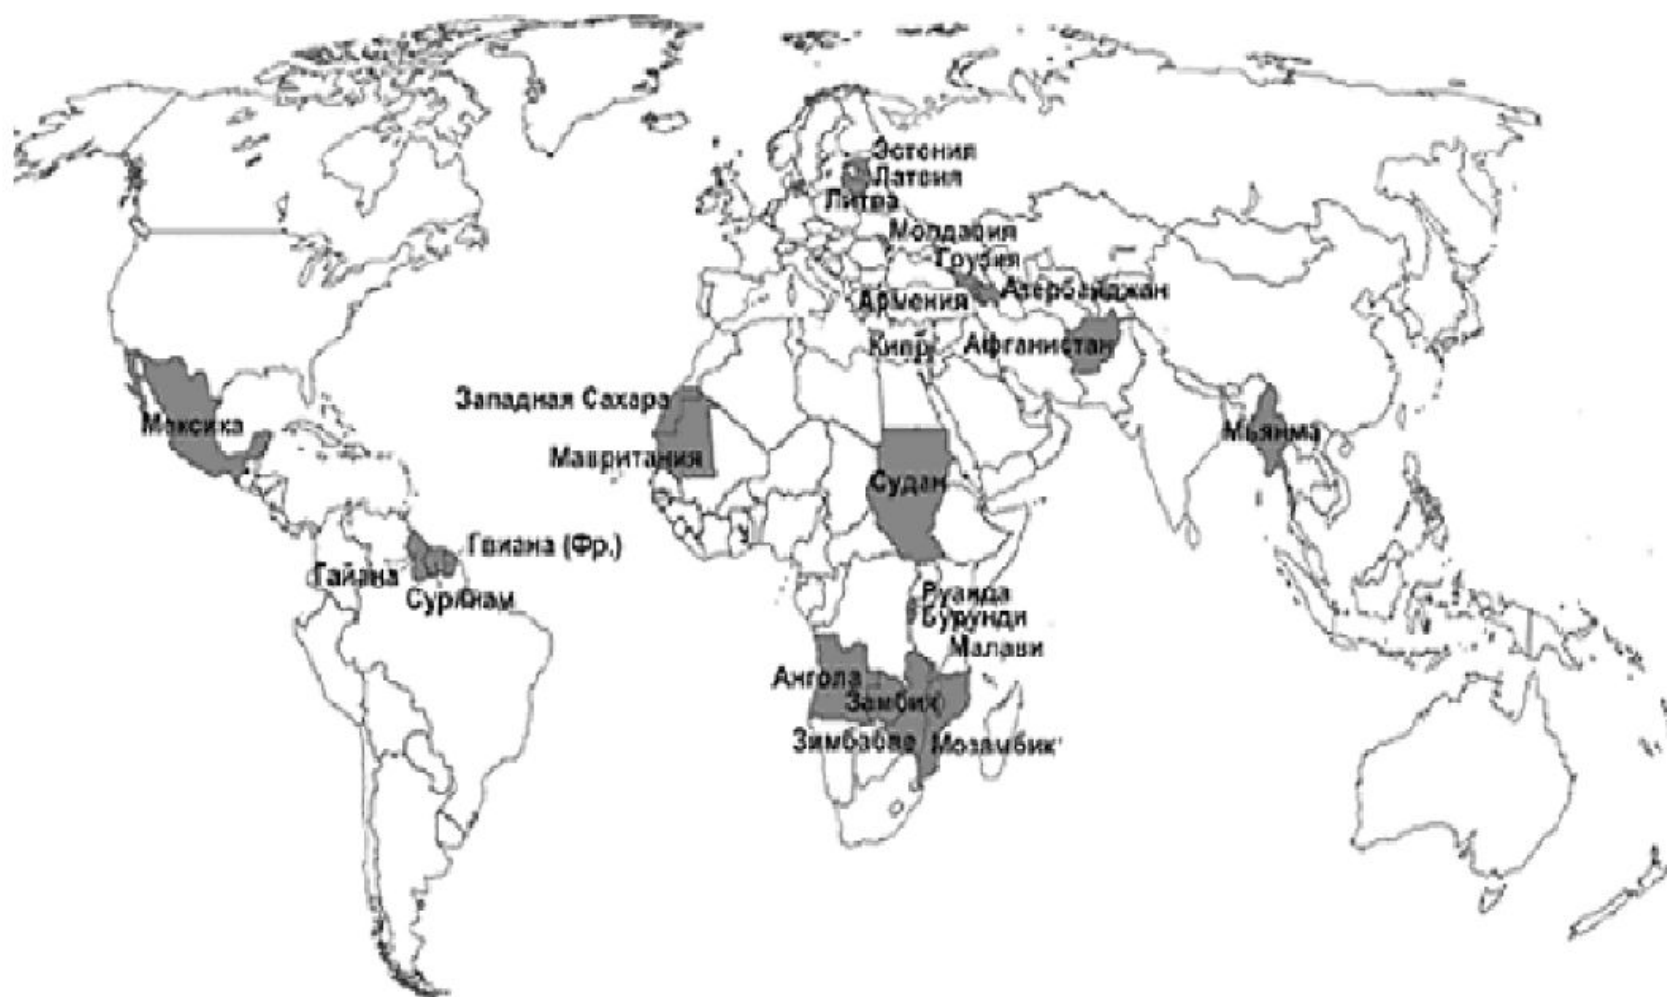 Эстония
Латвия
Литва
Молдавия
Грузия
Азербайджан
Армения
Кипр
Афганистан
Западная Сахара
Мексика
Мьянма
Мавритания
Судан
Гвиана (Фр.)
Гайана
Суринам
Руанда
Бурунди
Малави
Ангола
Замбия
Зимбабве
Мозамбик